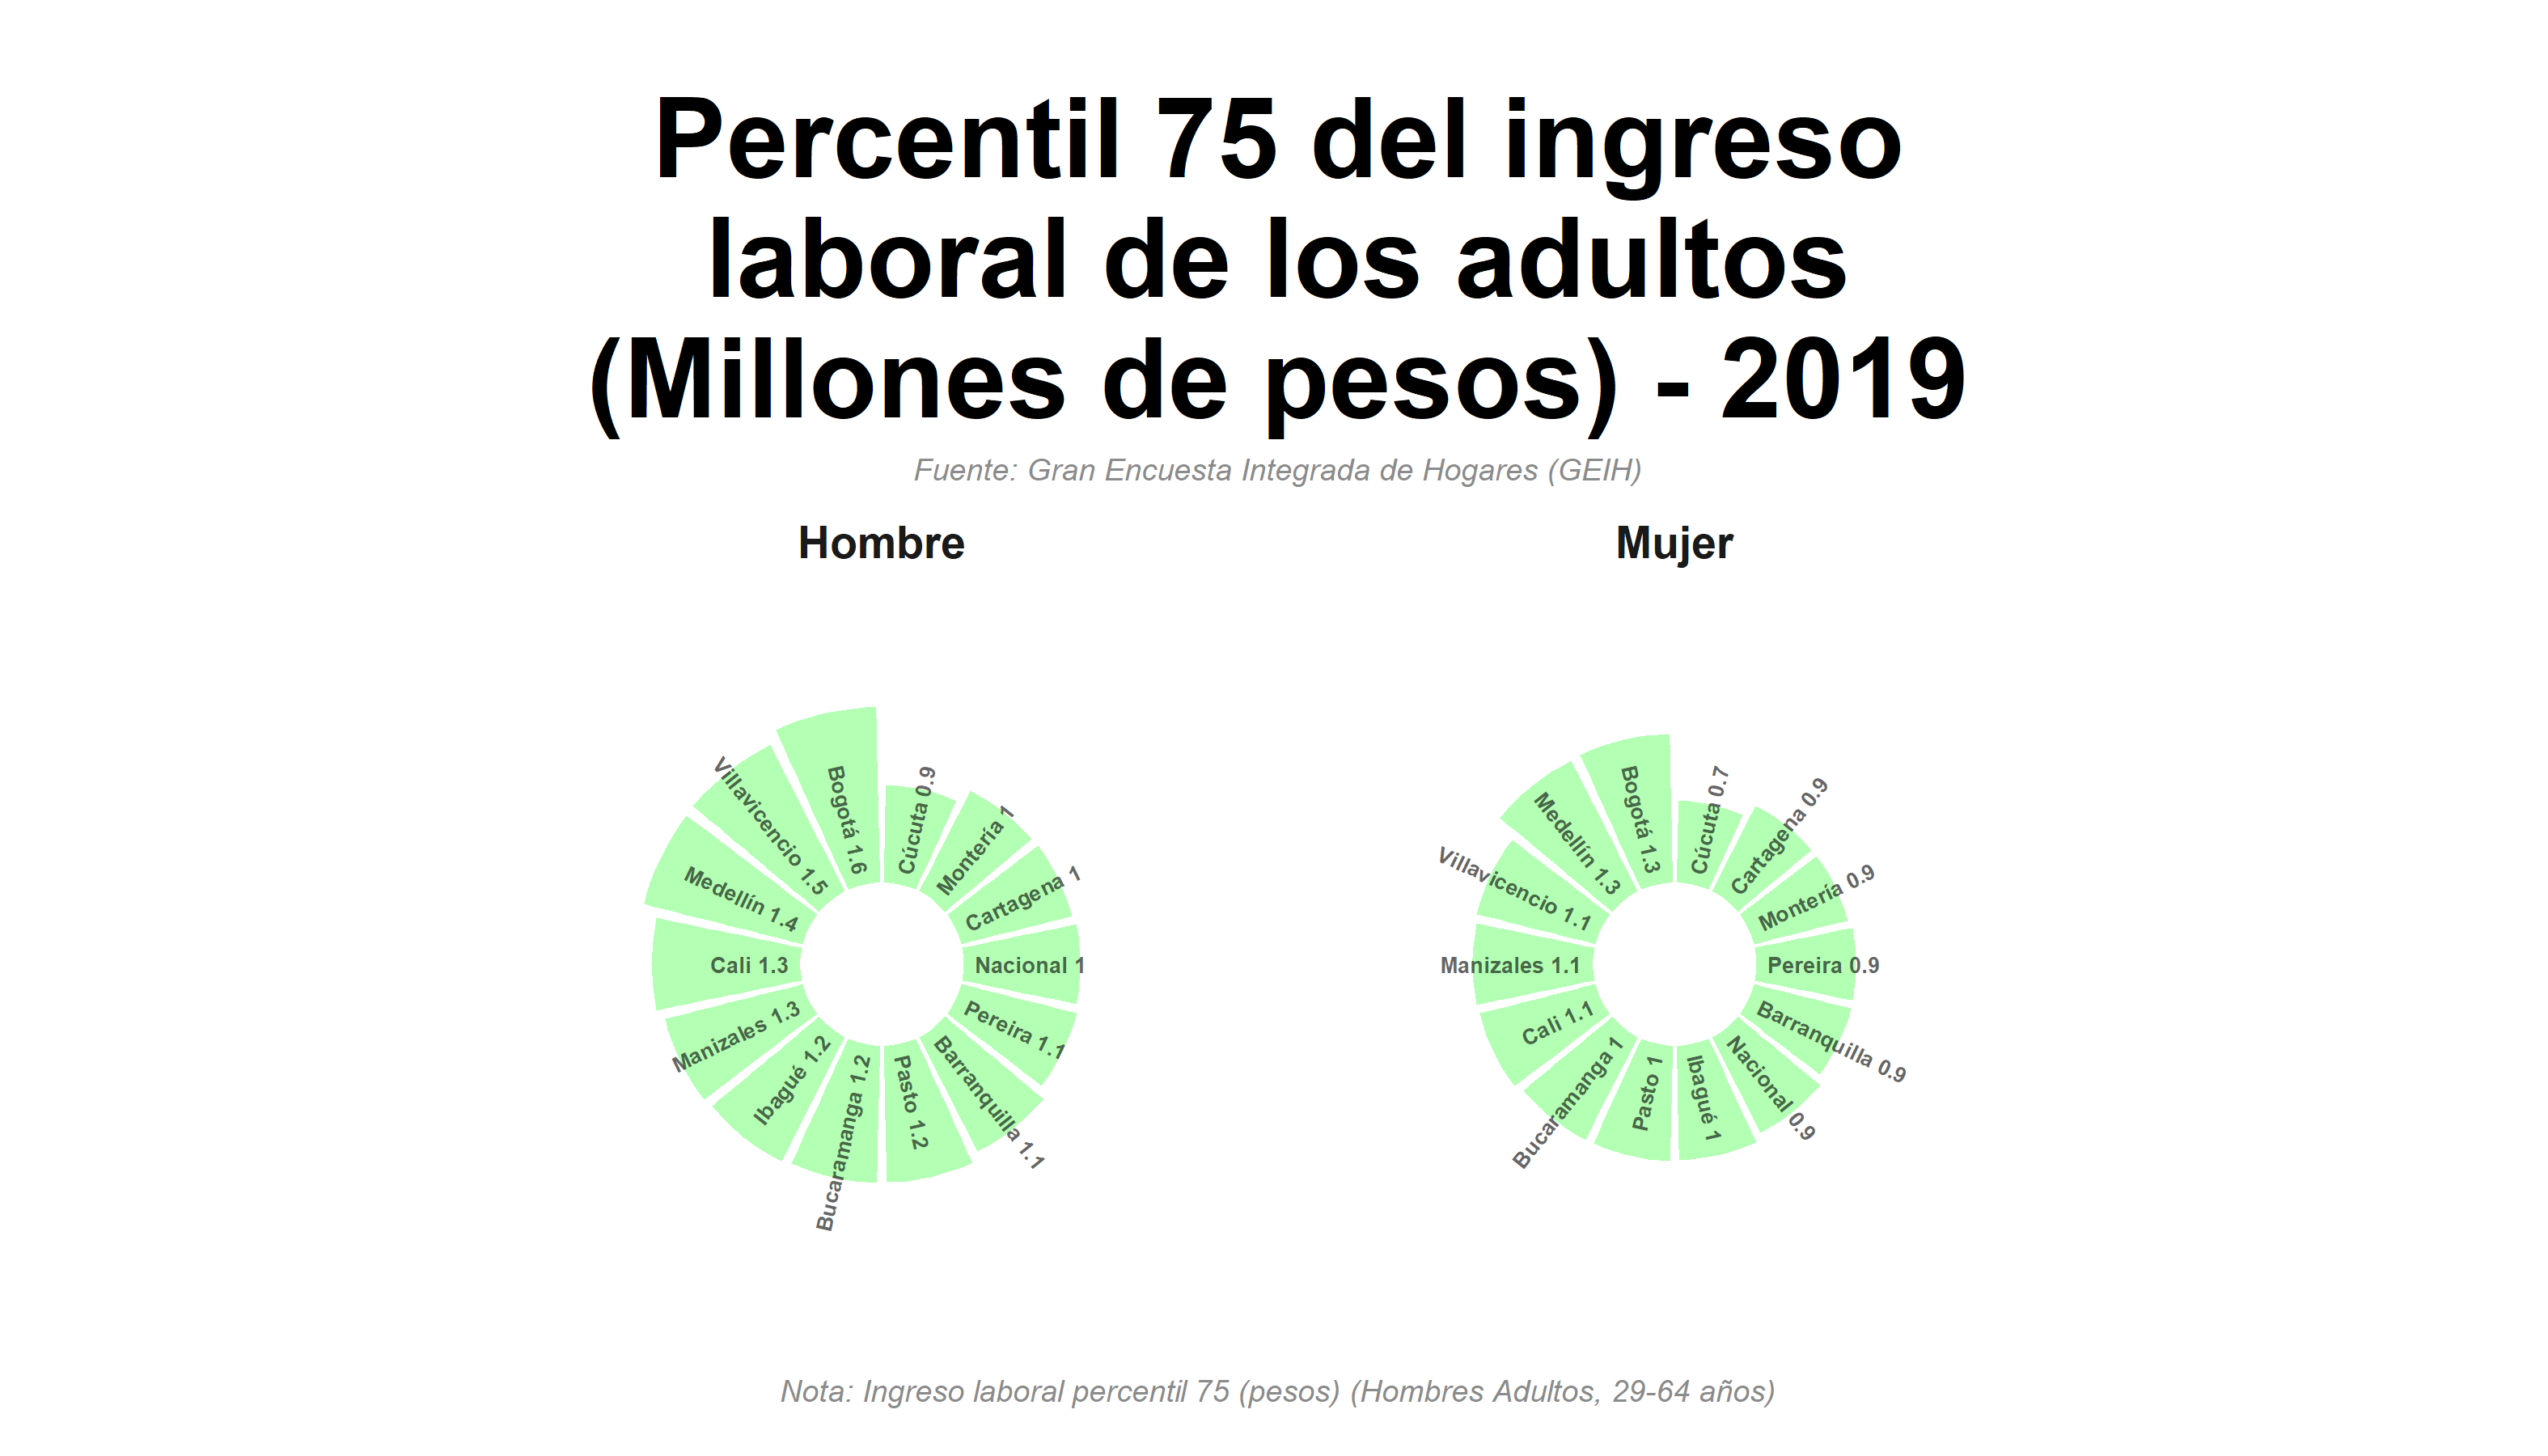 Percentil 75 del ingreso
laboral de los adultos
(Millones de pesos) - 2019
Fuente: Gran Encuesta Integrada de Hogares (GEIH)
Hombre
Cúcuta 0.9
Montería 1
Cartagena 1
Nacional 1
Pereira 1.1
Barranquilla 1.1
Pasto 1.2
Bucaramanga 1.2
Ibagué 1.2
Manizales 1.3
Cali 1.3
Medellín 1.4
Villavicencio 1.5
Bogotá 1.6
Mujer
Cúcuta 0.7
Cartagena 0.9
Montería 0.9
Pereira 0.9
Barranquilla 0.9
Nacional 0.9
Ibagué 1
Pasto 1
Bucaramanga 1
Cali 1.1
Manizales 1.1
Villavicencio 1.1
Medellín 1.3
Bogotá 1.3
Nota: Ingreso laboral percentil 75 (pesos) (Hombres Adultos, 29-64 años)